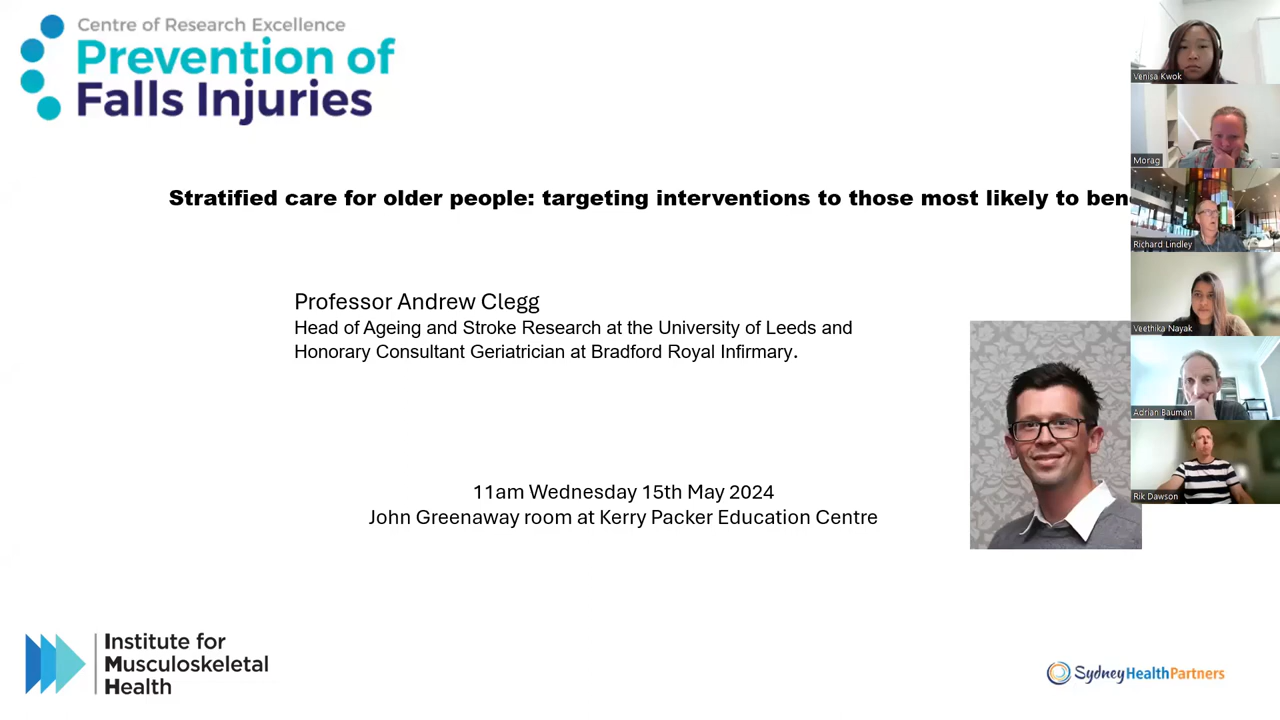 Centre of Research Excellence
Prevention of
Falls Injuries
Stratified care for older people: targeting interventions to those most likely to ben
Professor Andrew Clegg
Head of Ageing and Stroke Research at the University of Leeds and
Honorary Consultant Geriatrician at Bradford Royal Infirmary.
11am Wednesday 15th May 2024
John Greenaway room at Kerry Packer Education Centre
Institute for
Musculoskeletal
Health
SydneyHealthPartners
Venisa Kwok
Morag
Richard Lindley
Veethika Nayak
Adrian Bauman
Rik Dawson